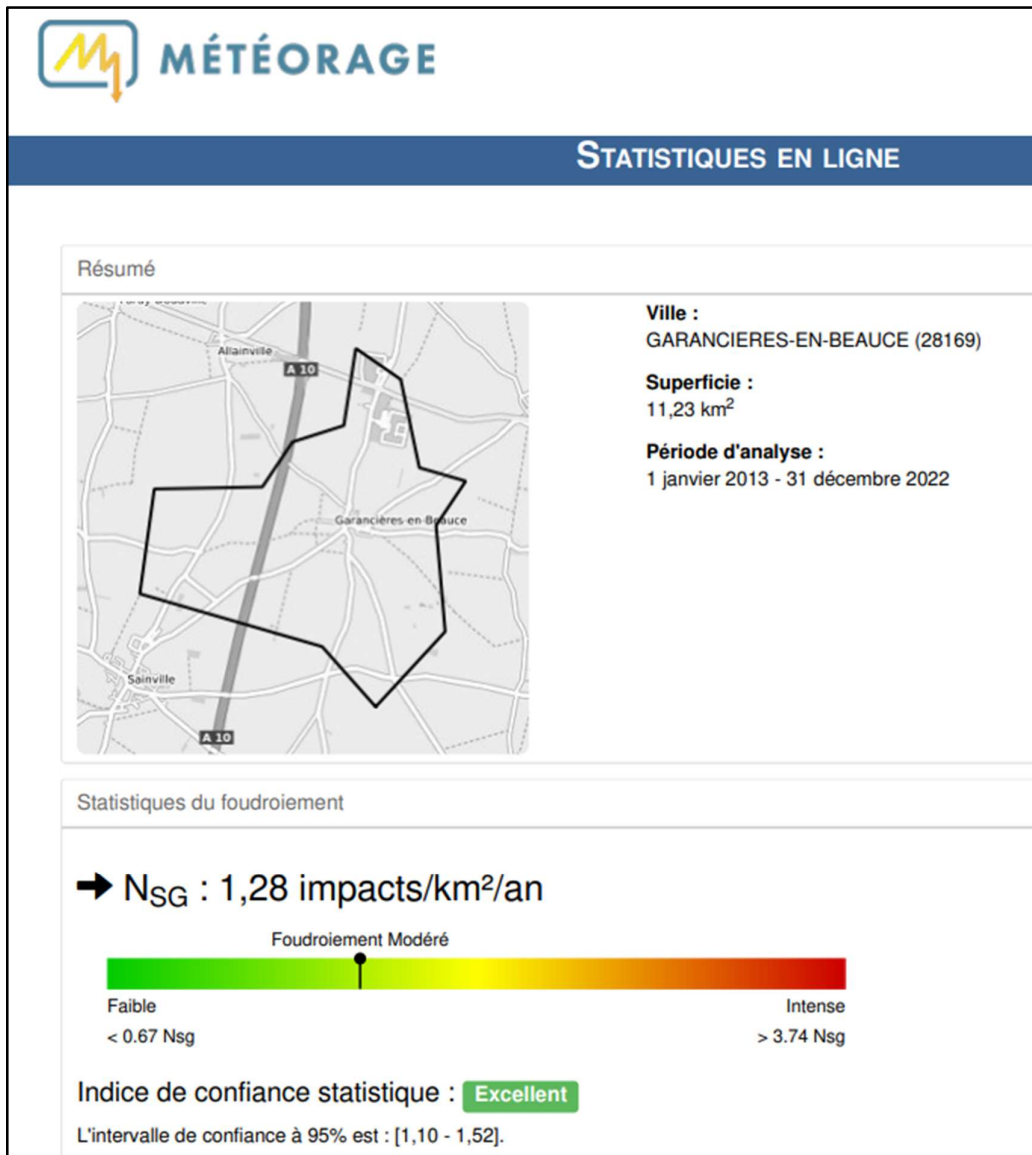 MÉTÉORAGE
STATISTIQUES EN LIGNE
Résumé
Allainville
A 10
Garancières-en-Beauce
Sainville
A 10
Ville :
GARANCIERES-EN-BEAUCE (28169)
Superficie :
11,23 km²
Période d'analyse :
1 janvier 2013 - 31 décembre 2022
Statistiques du foudroiement
➔ NSG : 1,28 impacts/km²/an
Foudroiement Modéré
Faible
Intense
< 0.67 Nsg
> 3.74 Nsg
Indice de confiance statistique : Excellent
L'intervalle de confiance à 95% est : [1,10 - 1,52].